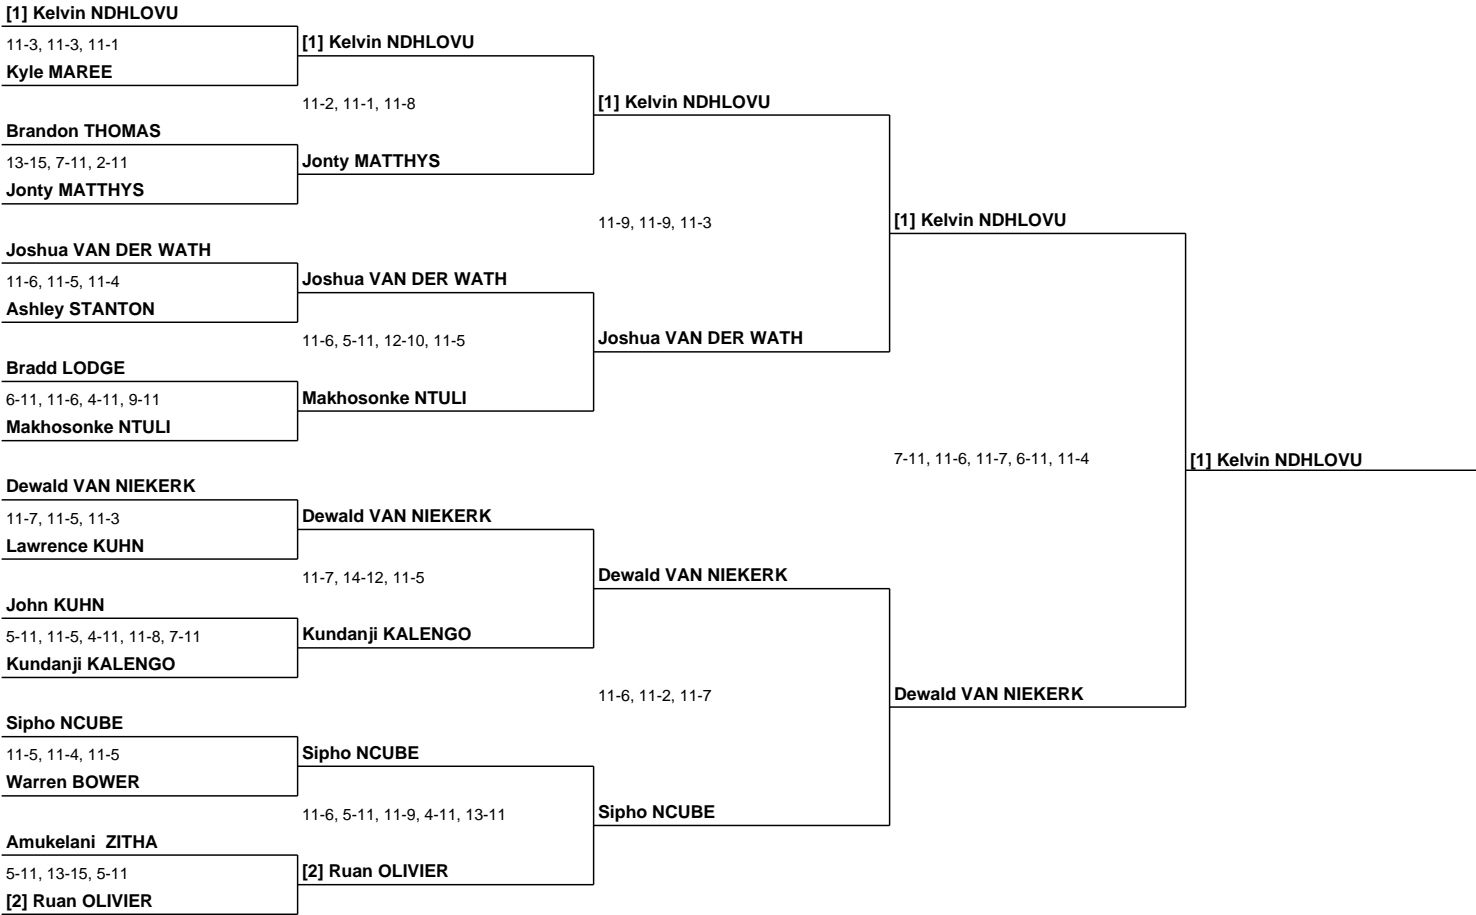 [1] Kelvin NDHLOVU
11-3, 11-3, 11-1
Kyle MAREE
Brandon THOMAS
13-15, 7-11, 2-11
Jonty MATTHYS
Joshua VAN DER WATH
11-6, 11-5, 11-4
Ashley STANTON
Bradd LODGE
6-11, 11-6, 4-11, 9-11
Makhosonke NTULI
Dewald VAN NIEKERK
11-7, 11-5, 11-3
Lawrence KUHN
John KUHN
5-11, 11-5, 4-11, 11-8, 7-11
Kundanji KALENGO
Sipho NCUBE
11-5, 11-4, 11-5
Warren BOWER
Amukelani  ZITHA
5-11, 13-15, 5-11
[2] Ruan OLIVIER
[1] Kelvin NDHLOVU
11-2, 11-1, 11-8
Jonty MATTHYS
Joshua VAN DER WATH
11-6, 5-11, 12-10, 11-5
Makhosonke NTULI
Dewald VAN NIEKERK
11-7, 14-12, 11-5
Kundanji KALENGO
Sipho NCUBE
11-6, 5-11, 11-9, 4-11, 13-11
[2] Ruan OLIVIER
[1] Kelvin NDHLOVU
11-9, 11-9, 11-3
Joshua VAN DER WATH
Dewald VAN NIEKERK
11-6, 11-2, 11-7
Sipho NCUBE
[1] Kelvin NDHLOVU
7-11, 11-6, 11-7, 6-11, 11-4
Dewald VAN NIEKERK
[1] Kelvin NDHLOVU